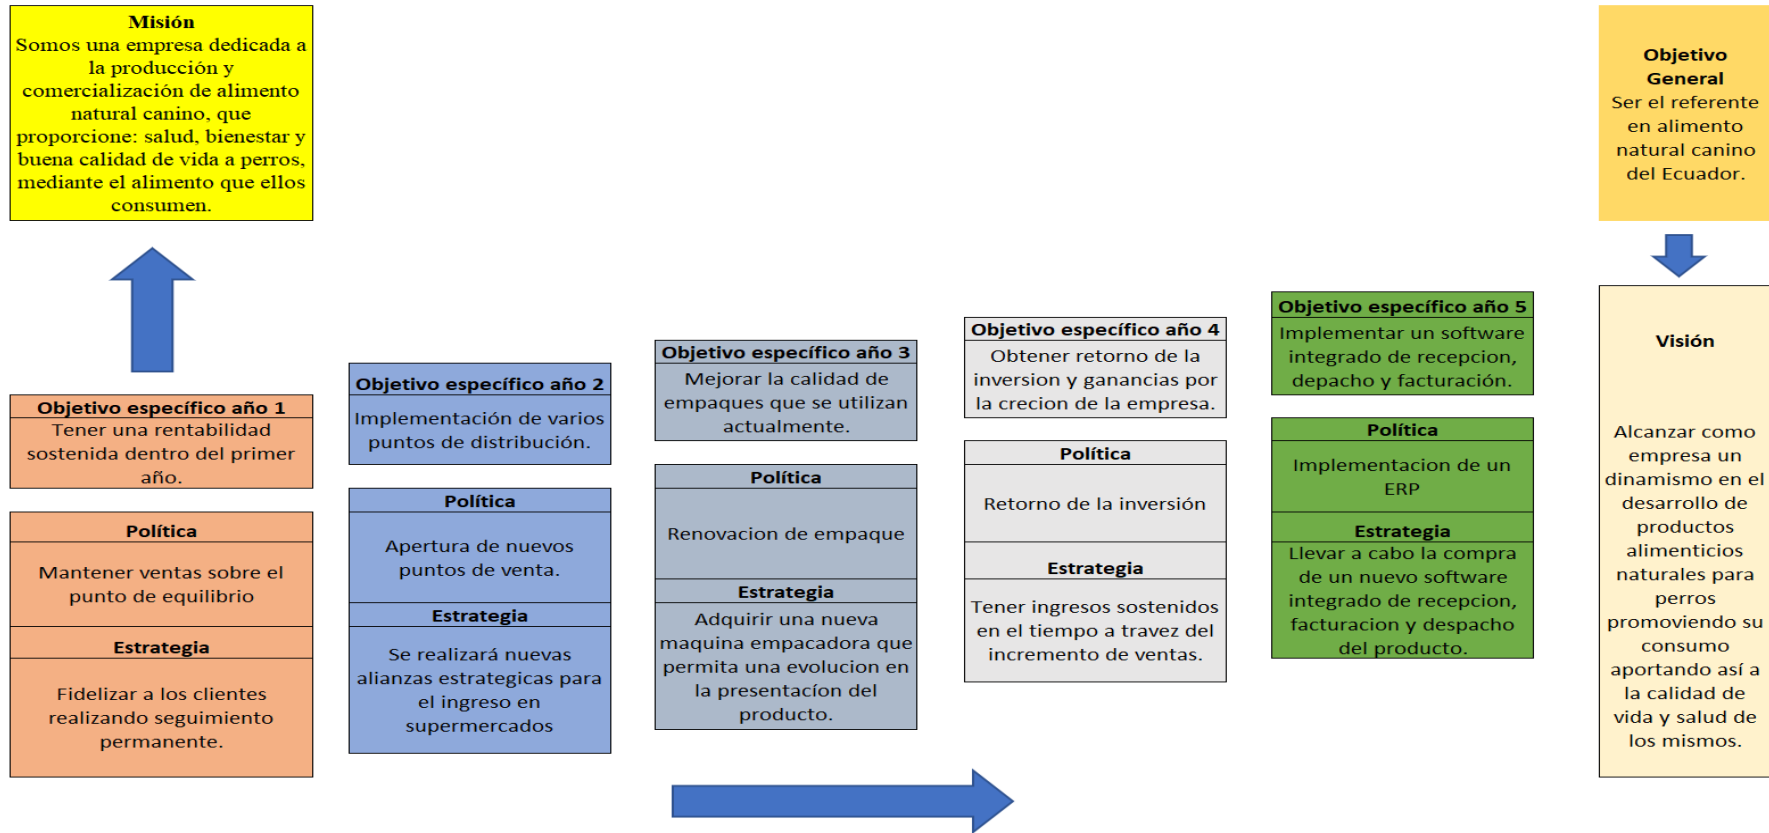 Misión
Somos una empresa dedicada a
la producción y
comercialización de alimento
natural canino, que
proporcione: salud, bienestar y
buena calidad de vida a perros,
mediante el alimento que ellos
consumen.
Objetivo específico año 1
Tener una rentabilidad
sostenida dentro del primer
año.
Política
Mantener ventas sobre el
punto de equilibrio
Estrategia
Fidelizar a los clientes
realizando seguimiento
permanente.
Objetivo específico año 2
Implementación de varios
puntos de distribución.
Política
Apertura de nuevos
puntos de venta.
Estrategia
Se realizará nuevas
alianzas estrategicas para
el ingreso en
supermercados
Objetivo específico año 3
Mejorar la calidad de
empaques que se utilizan
actualmente.
Política
Renovacion de empaque
Estrategia
Adquirir una nueva
maquina empacadora que
permita una evolucion en
la presentacíon del
producto.
Objetivo específico año 4
Obtener retorno de la
inversion y ganancias por
la crecion de la empresa.
Política
Retorno de la inversión
Estrategia
Tener ingresos sostenidos
en el tiempo a travez del
incremento de ventas.
Objetivo específico año 5
Implementar un software
integrado de recepcion,
depacho y facturación.
Política
Implementacion de un
ERP
Estrategia
Llevar a cabo la compra
de un nuevo software
integrado de recepcion,
facturacion y despacho
del producto.
Objetivo
General
Ser el referente
en alimento
natural canino
del Ecuador.
Visión
Alcanzar como
empresa un
dinamismo en el
desarrollo de
productos
alimenticios
naturales para
perros
promoviendo su
consumo
aportando así a
la calidad de
vida y salud de
los mismos.